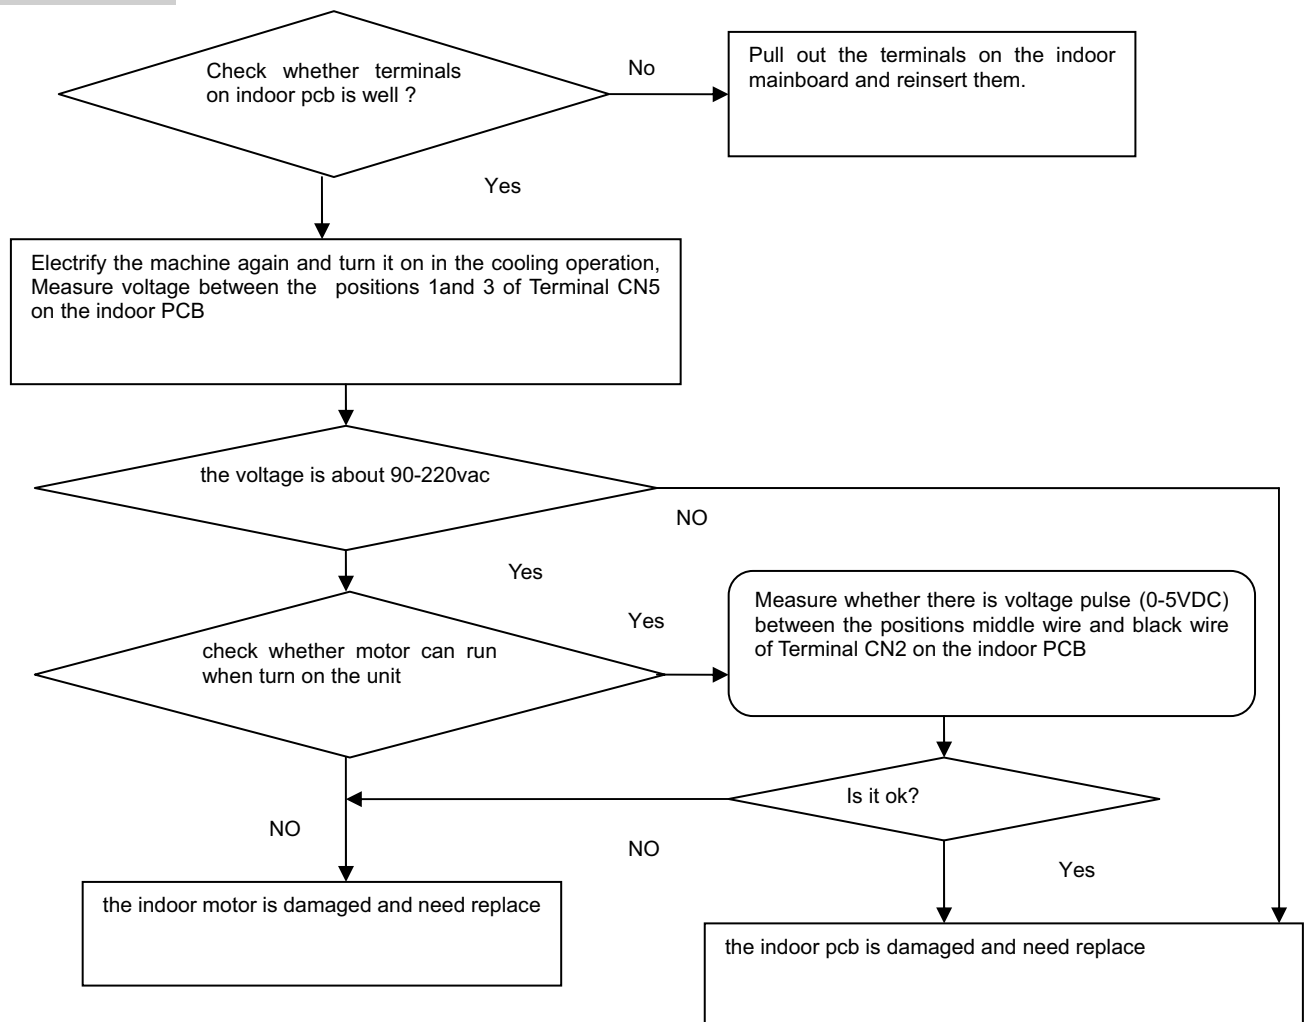 Check whether terminals
on indoor pcb is well ?
No
Pull out the terminals on the indoor
mainboard and reinsert them.
Yes
Electrify the machine again and turn it on in the cooling operation,
Measure voltage between the positions 1and 3 of Terminal CN5
on the indoor PCB
the voltage is about 90-220vac
NO
Yes
check whether motor can run
when turn on the unit
Yes
Measure whether there is voltage pulse (0-5VDC)
between the positions middle wire and black wire
of Terminal CN2 on the indoor PCB
Is it ok?
NO
NO
Yes
the indoor motor is damaged and need replace
the indoor pcb is damaged and need replace